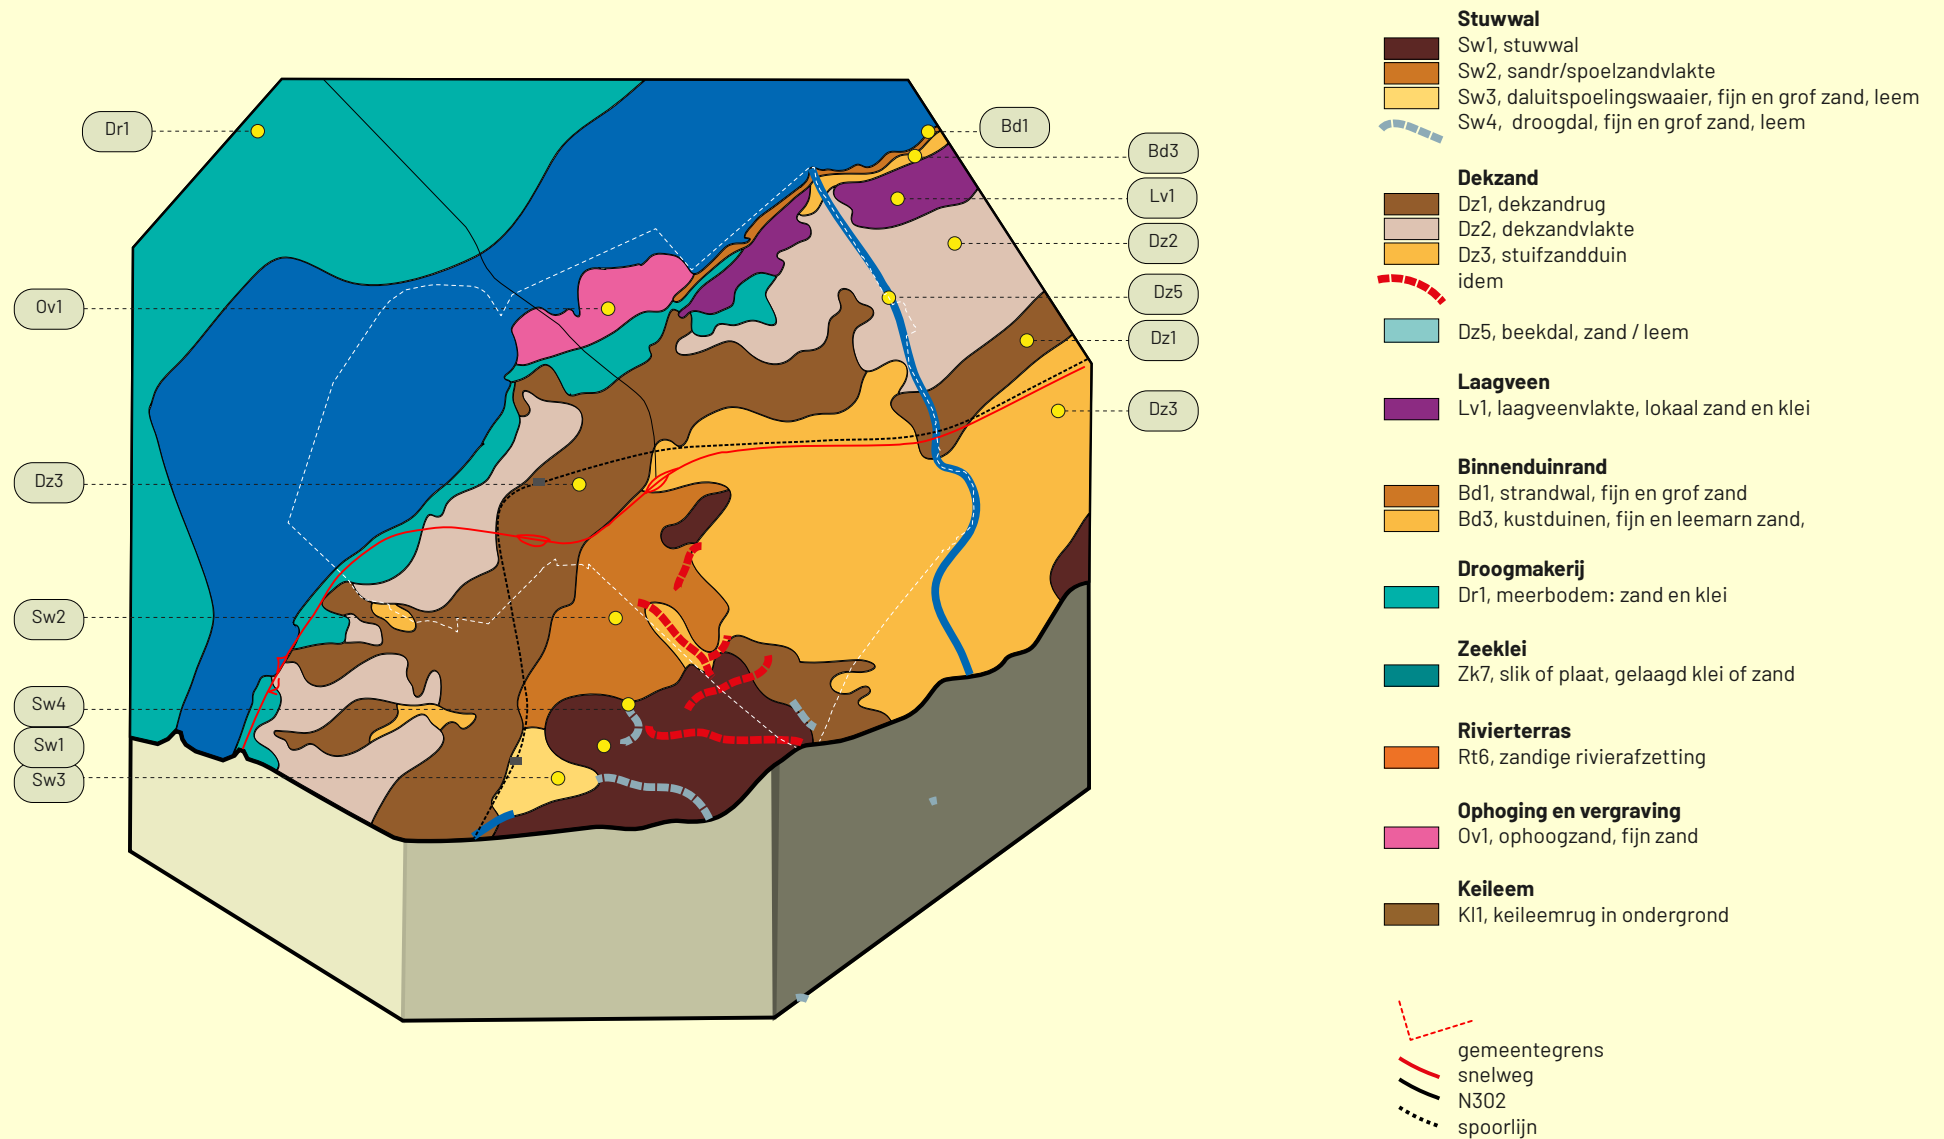 Dr1
Ov1
Dz3
Sw2
Sw4
Sw1
Sw3
Bd1
Bd3
Lv1
Dz2
Dz5
Dz1
Dz3
Stuwwal
Sw1, stuwwal
Sw2, sandr/spoelzandvlakte
Sw3, daluitspoelingswaaier, fijn en grof zand, leem
Sw4, droogdal, fijn en grof zand, leem
Dekzand
Dz1, dekzandrug
Dz2, dekzandvlakte
Dz3, stuifzandduin
idem
Dz5, beekdal, zand / leem
Laagveen
Lv1, laagveenvlakte, lokaal zand en klei
Binnenduinrand
Bd1, strandwal, fijn en grof zand
Bd3, kustduinen, fijn en leemarn zand,
Droogmakerij
Dr1, meerbodem: zand en klei
Zeeklei
Zk7, slik of plaat, gelaagd klei of zand
Rivierterras
Rt6, zandige rivierafzetting
Ophoging en vergraving
Ov1, ophoogzand, fijn zand
Keileem
Kl1, keileemrug in ondergrond
gemeentegrens
snelweg
N302
spoorlijn